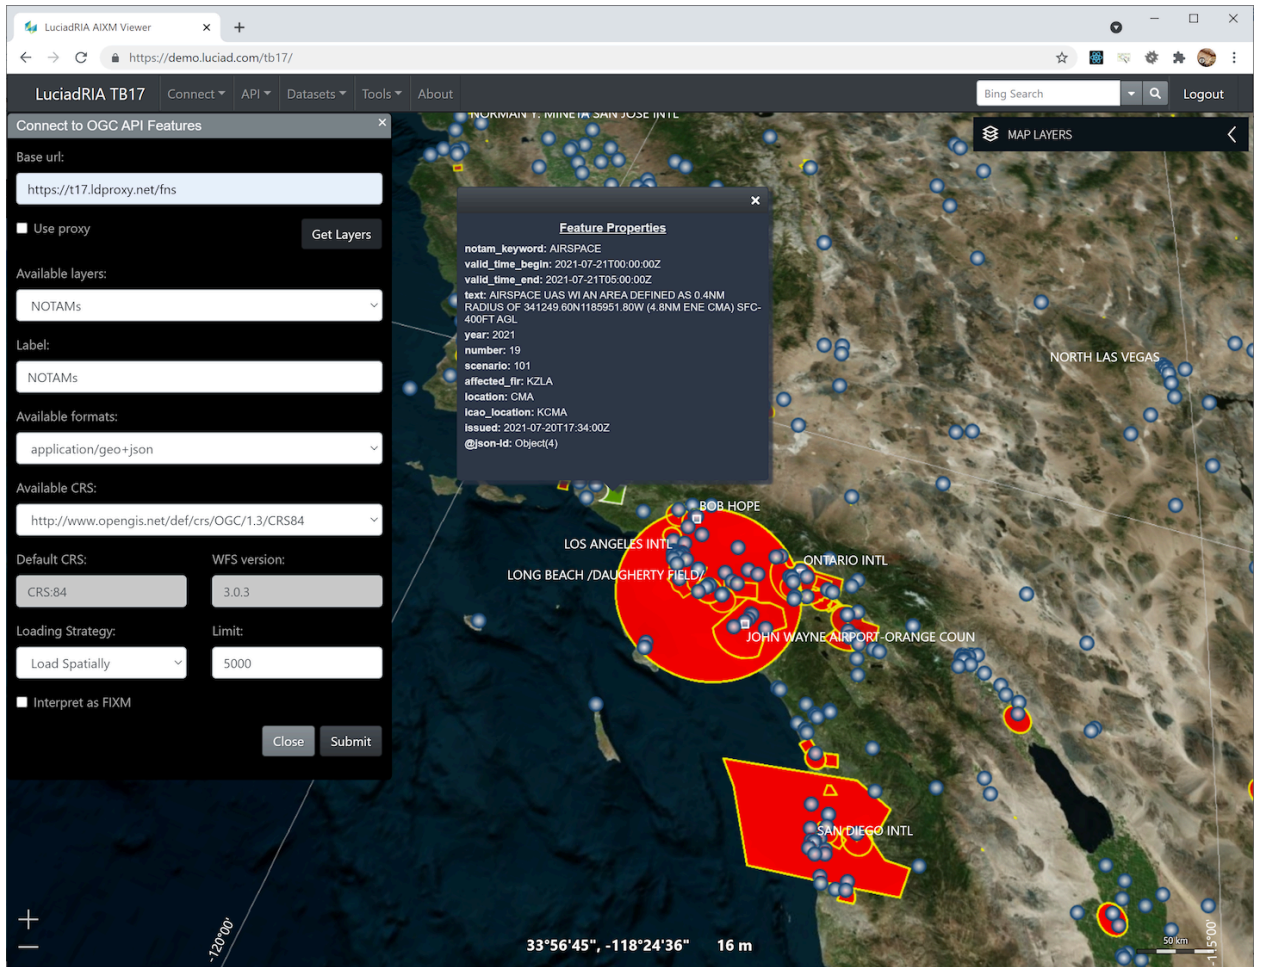 LuciadRIA AIXM Viewer
https://demo.luciad.com/tb17/
LuciadRIA TB17 Connect API Datasets Tools About Bing Search Logout
Connect to OGC API Features
Base url:
https://t17.ldproxy.net/fns
Use proxy Get Layers
Available layers:
NOTAMs
Label:
NOTAMs
Available formats:
application/geo+json
Available CRS:
http://www.opengis.net/def/crs/OGC/1.3/CRS84
Default CRS: WFS version:
CRS:84 3.0.3
Loading Strategy: Limit:
Load Spatially 5000
Interpret as FIXM
Close Submit
NORMAN Y. MINETA SAN JOSE INTL
MAP LAYERS
Feature Properties
notam_keyword: AIRSPACE
valid_time_begin: 2021-07-21T00:00:00Z
valid_time_end: 2021-07-21T05:00:00Z
text: AIRSPACE UAS WI AN AREA DEFINED AS 0.4NM
RADIUS OF 341249.60N1185951.80W (4.8NM ENE CMA) SFC-
400FT AGL
year: 2021
number: 19
scenario: 101
affected_fir: KZLA
location: CMA
icao_location: KCMA
issued: 2021-07-20T17:34:00Z
@json-id: Object(4)
NORTH LAS VEGAS
BOB HOPE
LOS ANGELES INTL
ONTARIO INTL
LONG BEACH /DAUGHERTY FIELD/
JOHN WAYNE AIRPORT-ORANGE COUN
SAN DIEGO INTL
-120°00'
33°56'45", -118°24'36" 16 m
50 km
-115°00'